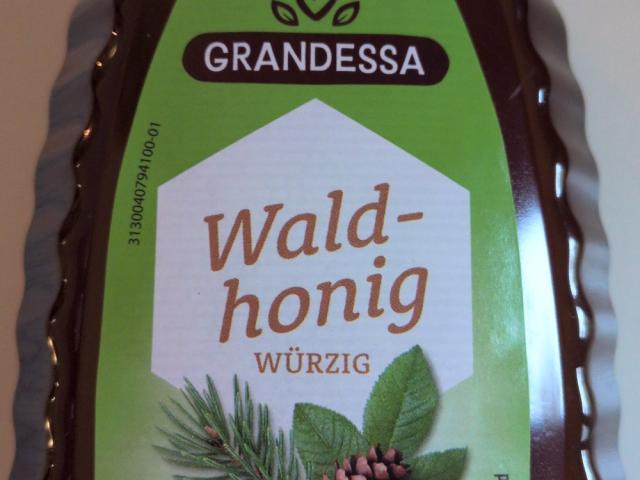 GRANDESSA
3130040794100-01
Wald-
honig
WÜRZIG